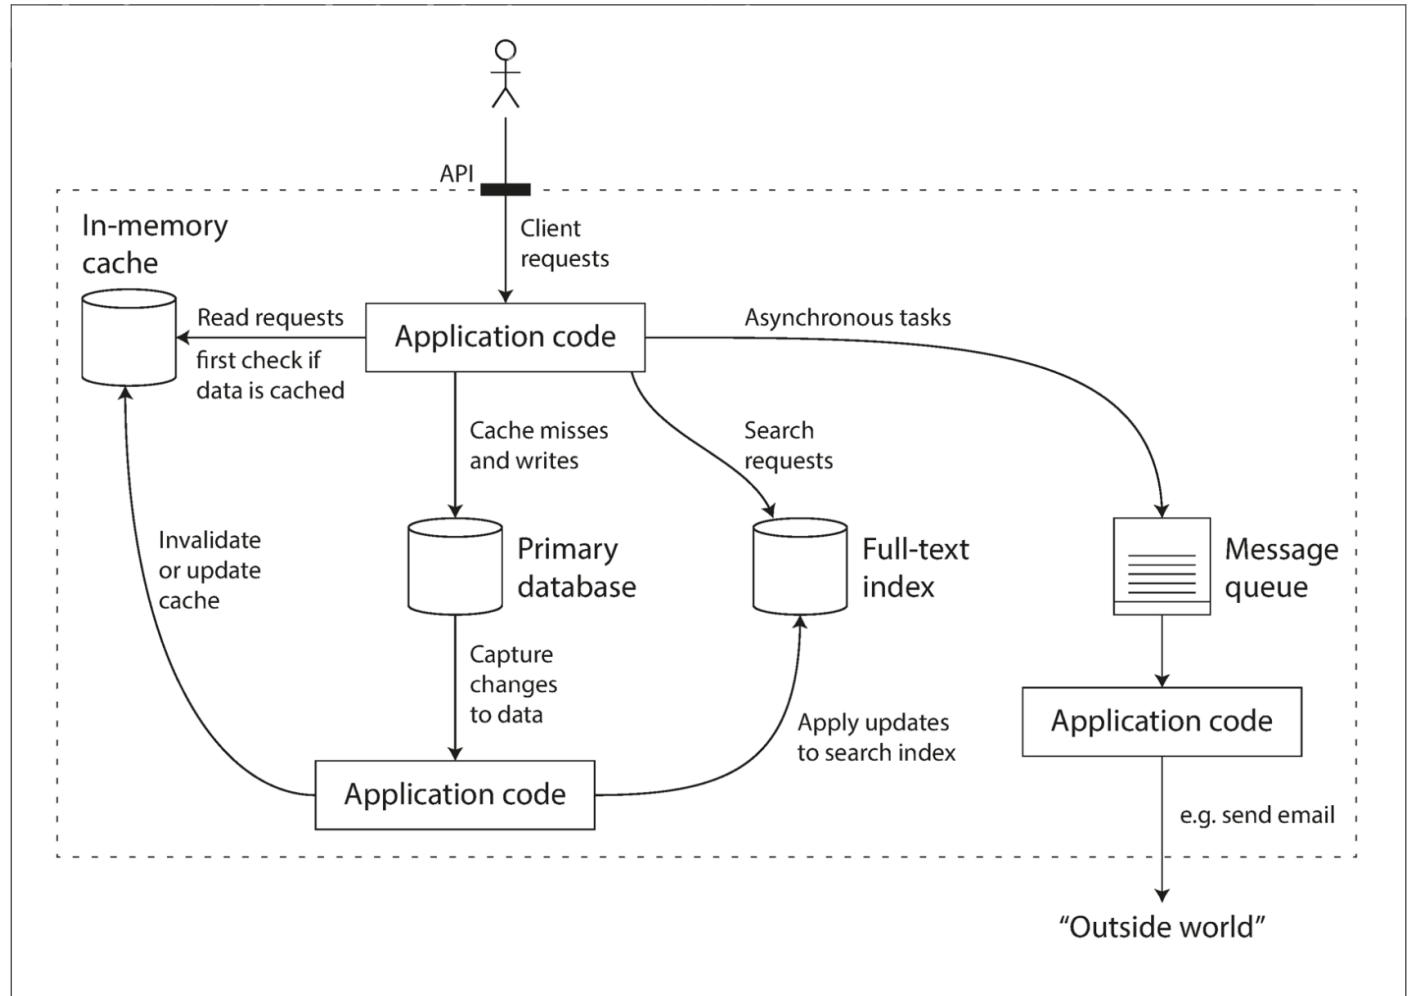 API
Client
requests
In-memory
cache
Read requests
first check if
data is cached
Application code
Asynchronous tasks
Cache misses
and writes
Search
requests
Invalidate
or update
cache
Primary
database
Full-text
index
Message
queue
Capture
changes
to data
Apply updates
to search index
Application code
Application code
e.g. send email
“Outside world”